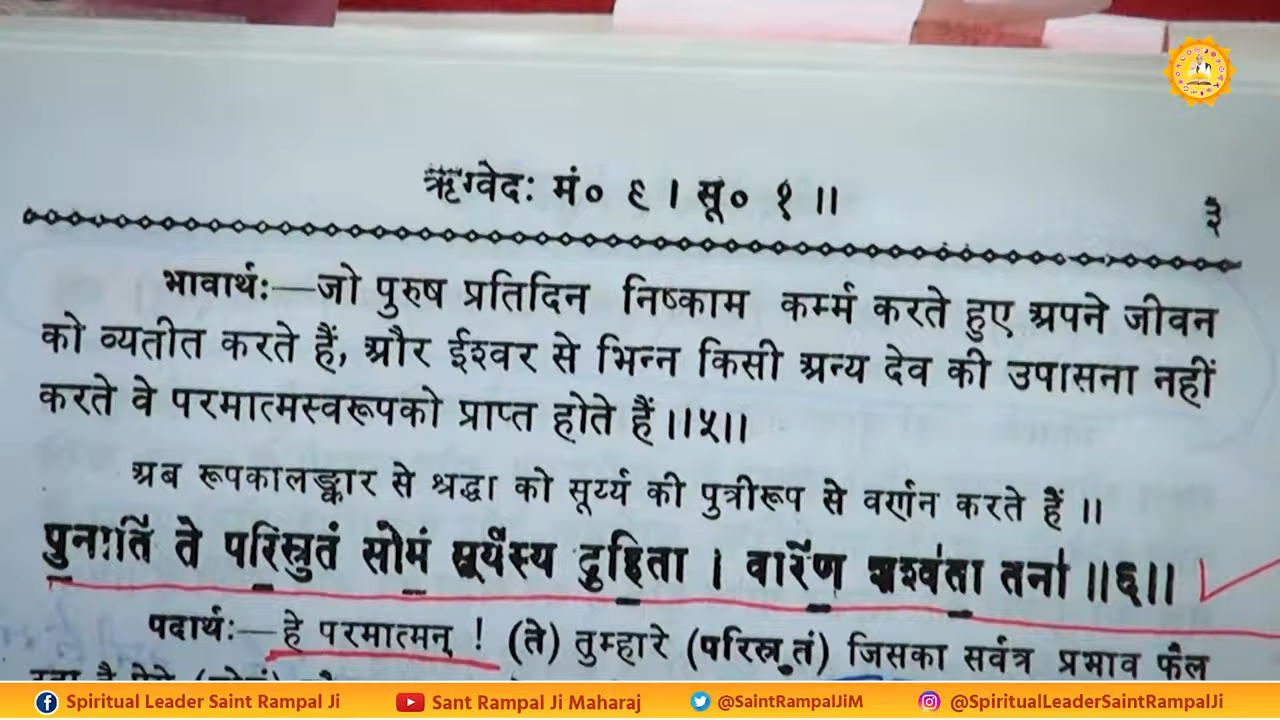 ऋग्वेदः मं० ९ । सू० १ ॥ ३
भावार्थः—जो पुरुष प्रतिदिन निष्काम कर्म्म करते हुए अपने जीवन
को व्यतीत करते हैं, और ईश्वर से भिन्न किसी अन्य देव की उपासना नहीं
करते वे परमात्मस्वरूपको प्राप्त होते हैं ॥५॥
अब रूपकालङ्कार से श्रद्धा को सूर्य्य की पुत्रीरूप से वर्णन करते हैं ॥
पु॒नाति॑ ते परि॒स्रुतं॒ सोमं॒ सूर्य॑स्य दुहि॒ता । वारे॑ण॒ शश्व॑ता॒ तना॑ ॥६॥
पदार्थः—हे परमात्मन् ! (ते) तुम्हारे (परिस्रुतं) जिसका सर्वत्र प्रभाव फैल
Spiritual Leader Saint Rampal Ji Sant Rampal Ji Maharaj @SaintRampalJiM @SpiritualLeaderSaintRampalJi